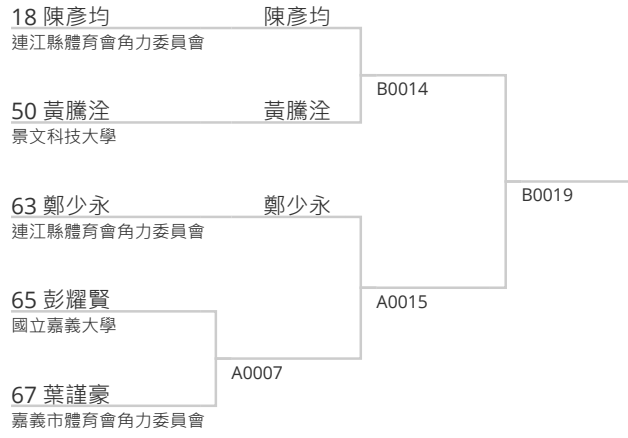 18 陳彥均 陳彥均
連江縣體育會角力委員會
B0014
50 黃騰洤 黃騰洤
景文科技大學
B0019
63 鄭少永 鄭少永
連江縣體育會角力委員會
65 彭耀賢
A0015
國立嘉義大學
A0007
67 葉謹豪
嘉義市體育會角力委員會